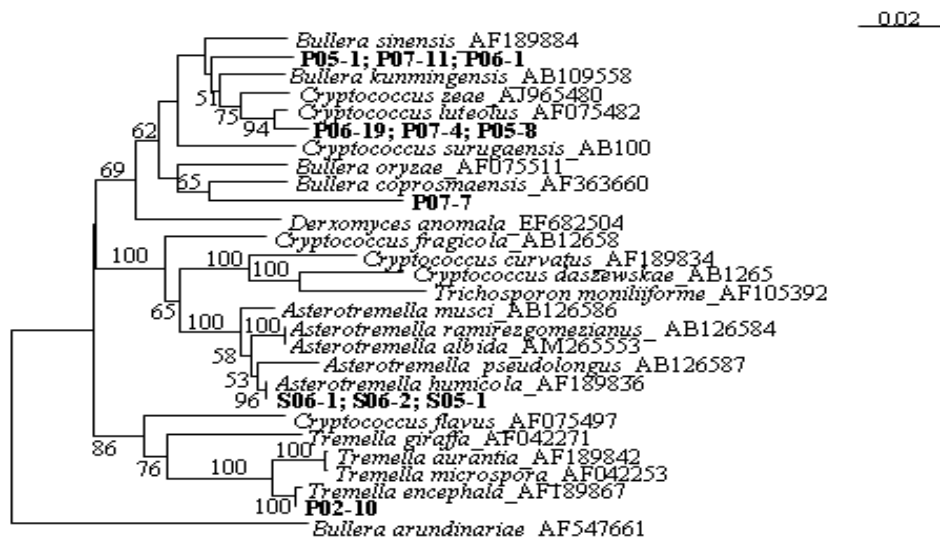 0.02
Bullera sinensis_AF189884
P05-1; P07-11; P06-1
Bullera kunmingensis_AB109558
51
Cryptococcus zeae_AJ965480
75
Cryptococcus luteolus_AF075482
94
P06-19; P07-4; P05-8
62
Cryptococcus surugaensis_AB100
Bullera oryzae_AF075511
69
65
Bullera coprosmaensis_AF363660
P07-7
Derxomyces anomala_EF682504
Cryptococcus fragicola_AB12658
100
100
Cryptococcus curvatus_AF189834
100
Cryptococcus daszewskae_AB1265
Trichosporon moniliiforme_AF105392
65
Asterotremella musci_AB126586
100
100
Asterotremella ramirezgomezianus_ AB126584
Asterotremella albida_AM265553
58
Asterotremella pseudolongus_AB126587
53
Asterotremella humicola_AF189836
96
S06-1; S06-2; S05-1
Cryptococcus flavus_AF075497
86
Tremella giraffa_AF042271
76
100
100
Tremella aurantia_AF189842
Tremella microspora_AF042253
Tremella encephala_AF189867
100
P02-10
Bullera arundinariae_AF547661